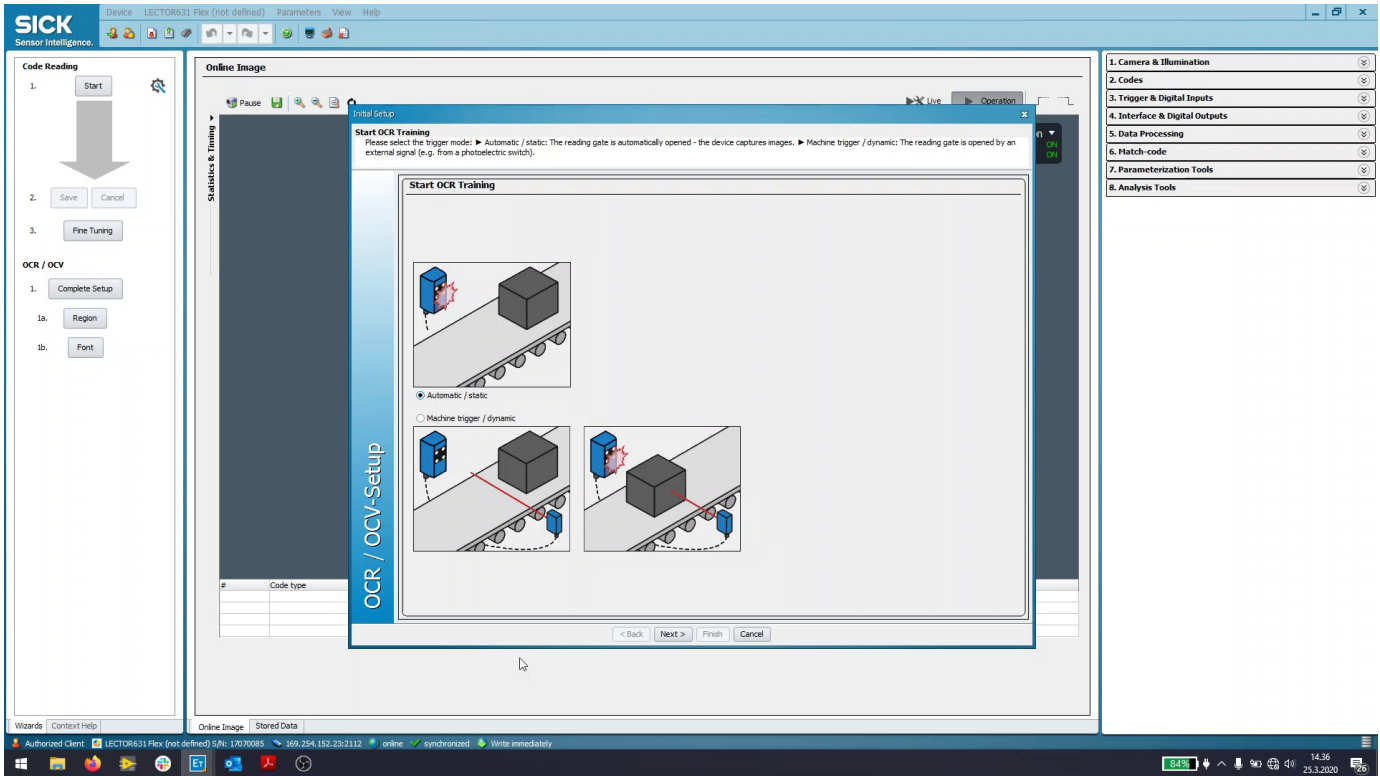 SICK
Sensor Intelligence.
Device LECTOR631 Flex (not defined) Parameters View Help
Code Reading
1. Start
2. Save Cancel
3. Fine Tuning
OCR / OCV
1. Complete Setup
1a. Region
1b. Font
Wizards Context Help
Online Image
Pause Live Operation
Statistics & Timing
ON
ON
# Code type
Online Image Stored Data
Initial Setup
Start OCR Training
Please select the trigger mode: ► Automatic / static: The reading gate is automatically opened - the device captures images. ► Machine trigger / dynamic: The reading gate is opened by an
external signal (e.g. from a photoelectric switch).
Start OCR Training
Automatic / static
Machine trigger / dynamic
OCR / OCV-Setup
< Back Next > Finish Cancel
1. Camera & Illumination
2. Codes
3. Trigger & Digital Inputs
4. Interface & Digital Outputs
5. Data Processing
6. Match-code
7. Parameterization Tools
8. Analysis Tools
Authorized Client LECTOR631 Flex (not defined) S/N: 17070085 169.254.152.23:2112 online synchronized Write immediately
84%
14.36
25.3.2020
26